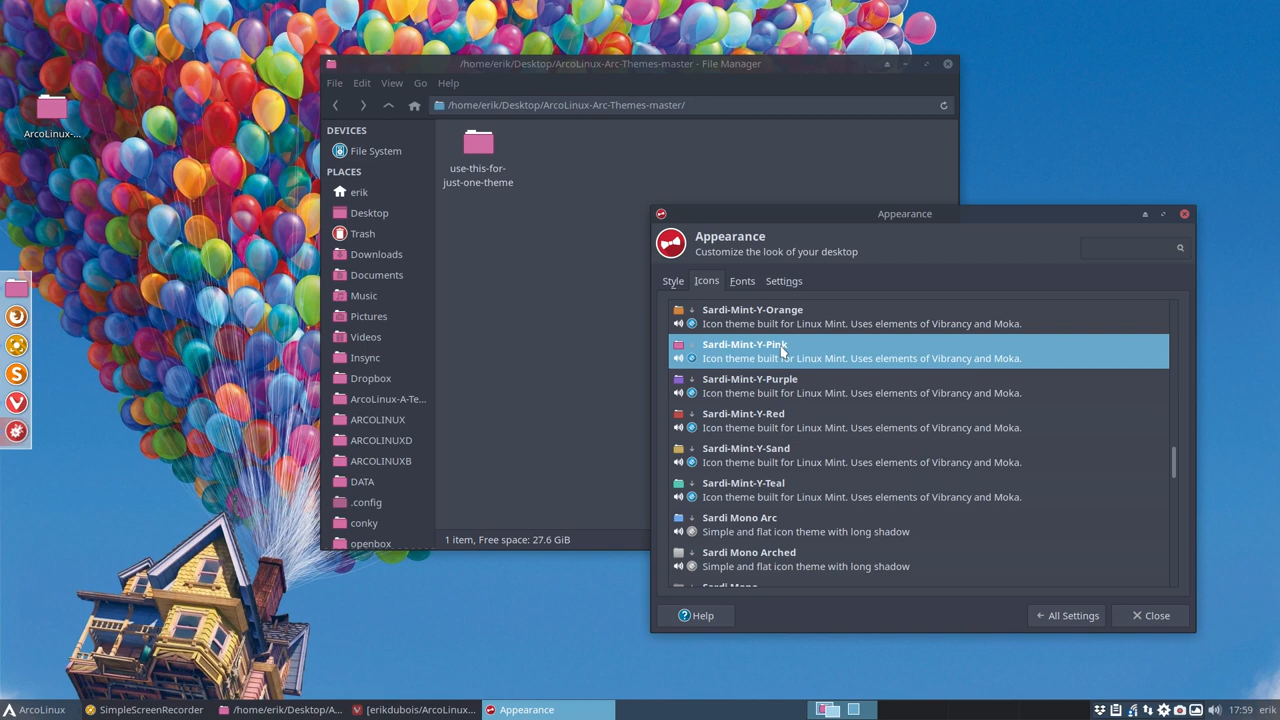 ArcoLinux-...
/home/erik/Desktop/ArcoLinux-Arc-Themes-master - File Manager
File Edit View Go Help
/home/erik/Desktop/ArcoLinux-Arc-Themes-master/
DEVICES
File System
PLACES
erik
Desktop
Trash
Downloads
Documents
Music
Pictures
Videos
Insync
Dropbox
ArcoLinux-A-Te...
ARCOLINUX
ARCOLINUXD
ARCOLINUXB
DATA
.config
conky
openbox
use-this-for-
just-one-theme
1 item, Free space: 27.6 GiB
Appearance
Appearance
Customize the look of your desktop
Style Icons Fonts Settings
Sardi-Mint-Y-Orange
Icon theme built for Linux Mint. Uses elements of Vibrancy and Moka.
Sardi-Mint-Y-Pink
Icon theme built for Linux Mint. Uses elements of Vibrancy and Moka.
Sardi-Mint-Y-Purple
Icon theme built for Linux Mint. Uses elements of Vibrancy and Moka.
Sardi-Mint-Y-Red
Icon theme built for Linux Mint. Uses elements of Vibrancy and Moka.
Sardi-Mint-Y-Sand
Icon theme built for Linux Mint. Uses elements of Vibrancy and Moka.
Sardi-Mint-Y-Teal
Icon theme built for Linux Mint. Uses elements of Vibrancy and Moka.
Sardi Mono Arc
Simple and flat icon theme with long shadow
Sardi Mono Arched
Simple and flat icon theme with long shadow
Sardi Mono
Help
All Settings
Close
ArcoLinux
SimpleScreenRecorder
/home/erik/Desktop/A...
[erikdubois/ArcoLinux...
Appearance
17:59 erik